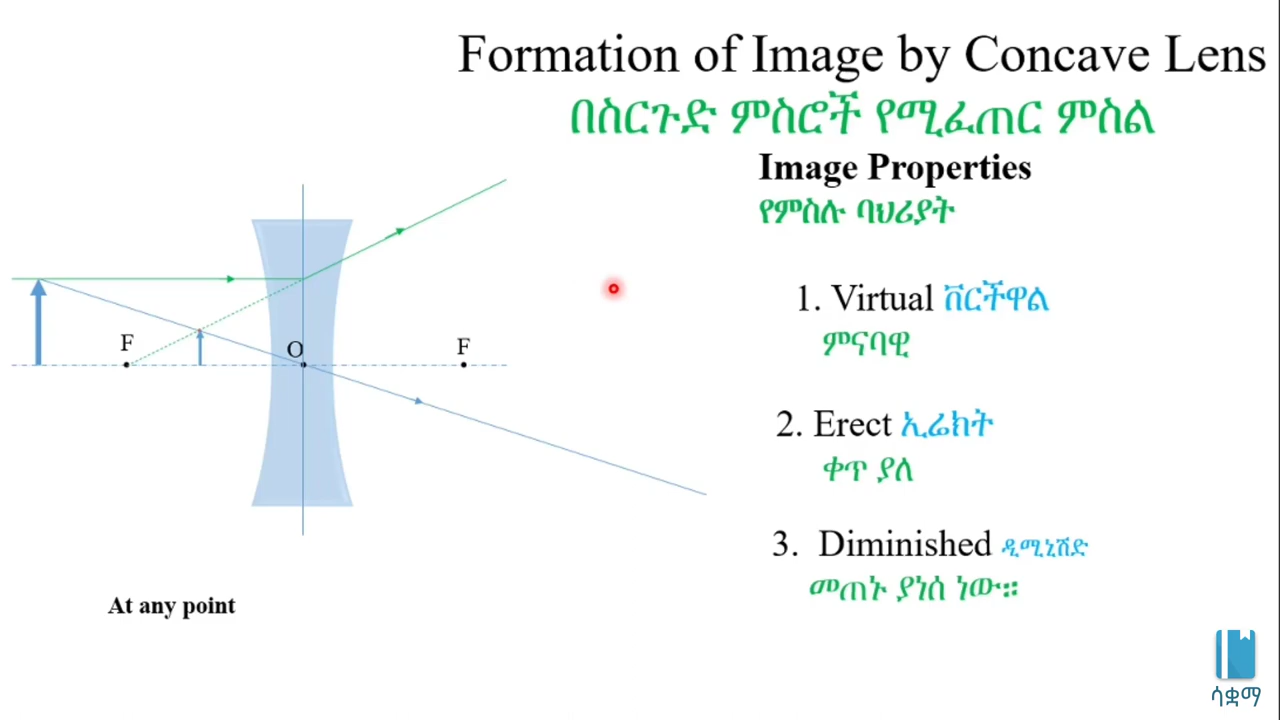 Formation of Image by Concave Lens
በስርጉድ ምስሮች የሚፈጠር ምስል
Image Properties
የምስሉ ባህሪያት
1. Virtual ቨርችዋል
ምናባዊ
2. Erect ኢሬክት
ቀጥ ያለ
3. Diminished ዲሚኒሽድ
መጠኑ ያነሰ ነው።
F
O
F
At any point
ሳቋማ